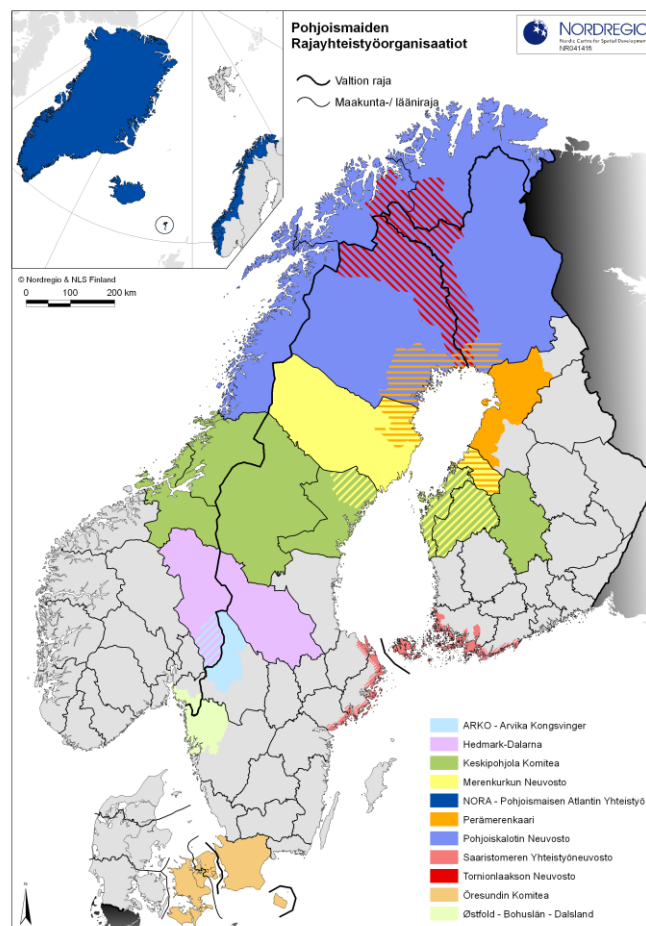 Pohjoismaiden
Rajayhteistyöorganisaatiot
NORDREGIO
Nordic Centre for Spatial Development
NR041415
Valtion raja
Maakunta-/ lääniraja
© Nordregio & NLS Finland
0 100 200 km
ARKO - Arvika Kongsvinger
Hedmark-Dalarna
Keskipohjola Komitea
Merenkurkun Neuvosto
NORA - Pohjoismaisen Atlantin Yhteistyö
Perämerenkaari
Pohjoiskalotin Neuvosto
Saaristomeren Yhteistyöneuvosto
Tornionlaakson Neuvosto
Öresundin Komitea
Østfold - Bohuslän - Dalsland
N